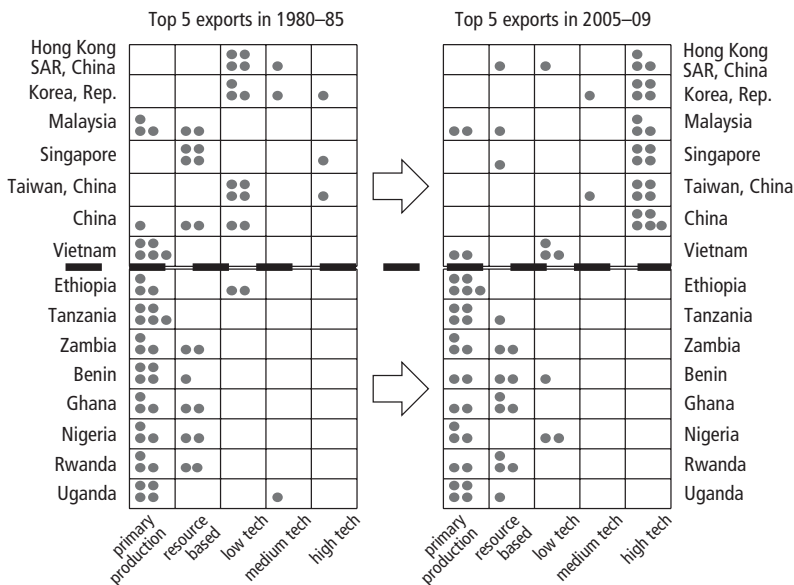 Top 5 exports in 1980–85
Top 5 exports in 2005–09
Hong Kong
SAR, China
Korea, Rep.
Malaysia
Singapore
Taiwan, China
China
Vietnam
Ethiopia
Tanzania
Zambia
Benin
Ghana
Nigeria
Rwanda
Uganda
Hong Kong
SAR, China
Korea, Rep.
Malaysia
Singapore
Taiwan, China
China
Vietnam
Ethiopia
Tanzania
Zambia
Benin
Ghana
Nigeria
Rwanda
Uganda
primary
production
resource
based
low tech
medium tech
high tech
primary
production
resource
based
low tech
medium tech
high tech